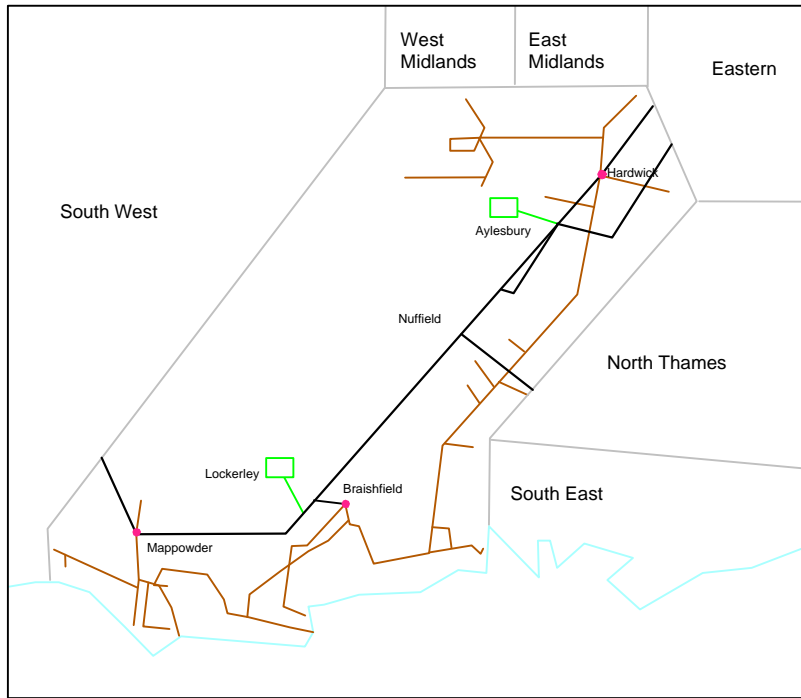 West
Midlands
East
Midlands
Eastern
Hardwick
South West
Aylesbury
Nuffield
North Thames
Lockerley
Braishfield
South East
Mappowder